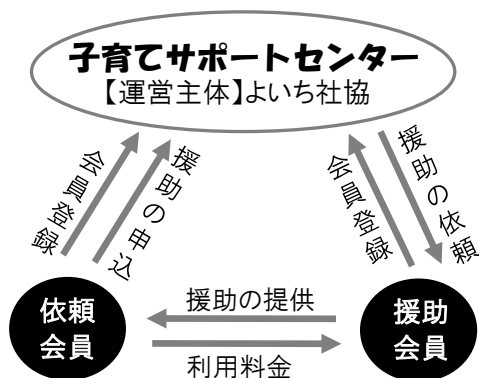 子育てサポートセンター
【運営主体】よいち社協
会員登録
援助の申込
会員登録
援助の依頼
依頼
会員
援助の提供
利用料金
援助
会員